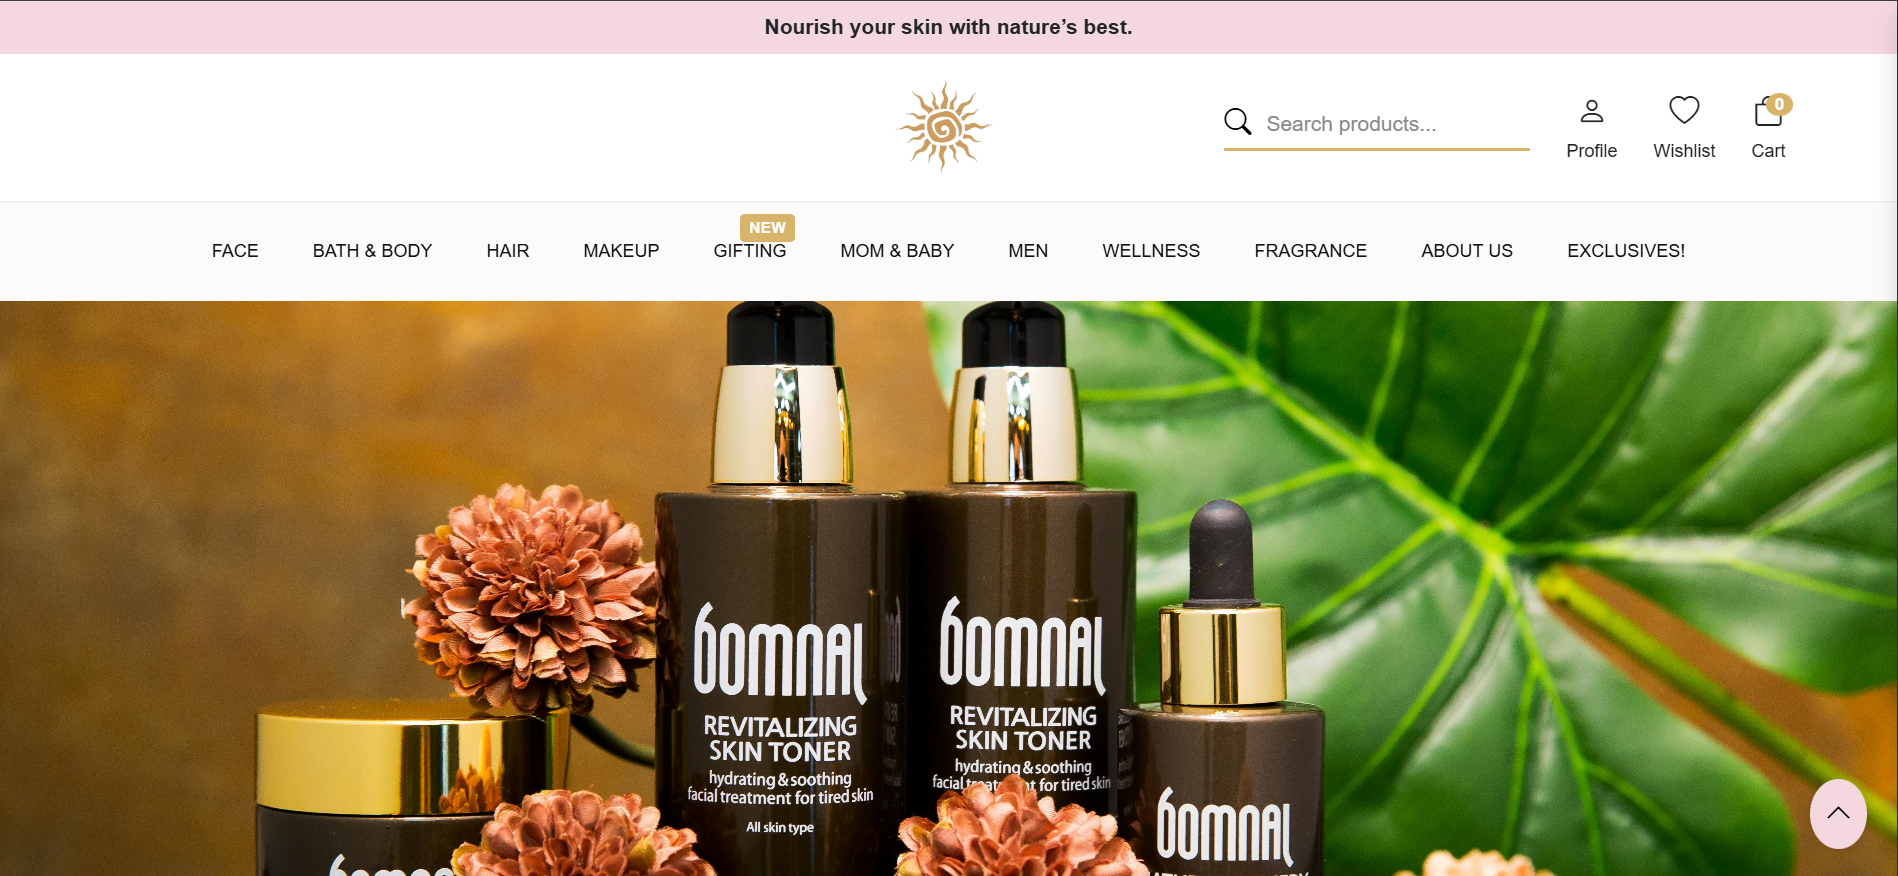 Nourish your skin with nature’s best.
Search products...
Profile
Wishlist
0
Cart
NEW
FACE
BATH & BODY
HAIR
MAKEUP
GIFTING
MOM & BABY
MEN
WELLNESS
FRAGRANCE
ABOUT US
EXCLUSIVES!
bomnal
REVITALIZING
SKIN TONER
hydrating & soothing
facial treatment for tired skin
All skin type
bomnal
REVITALIZING
SKIN TONER
hydrating & soothing
facial treatment for tired skin
bomnal